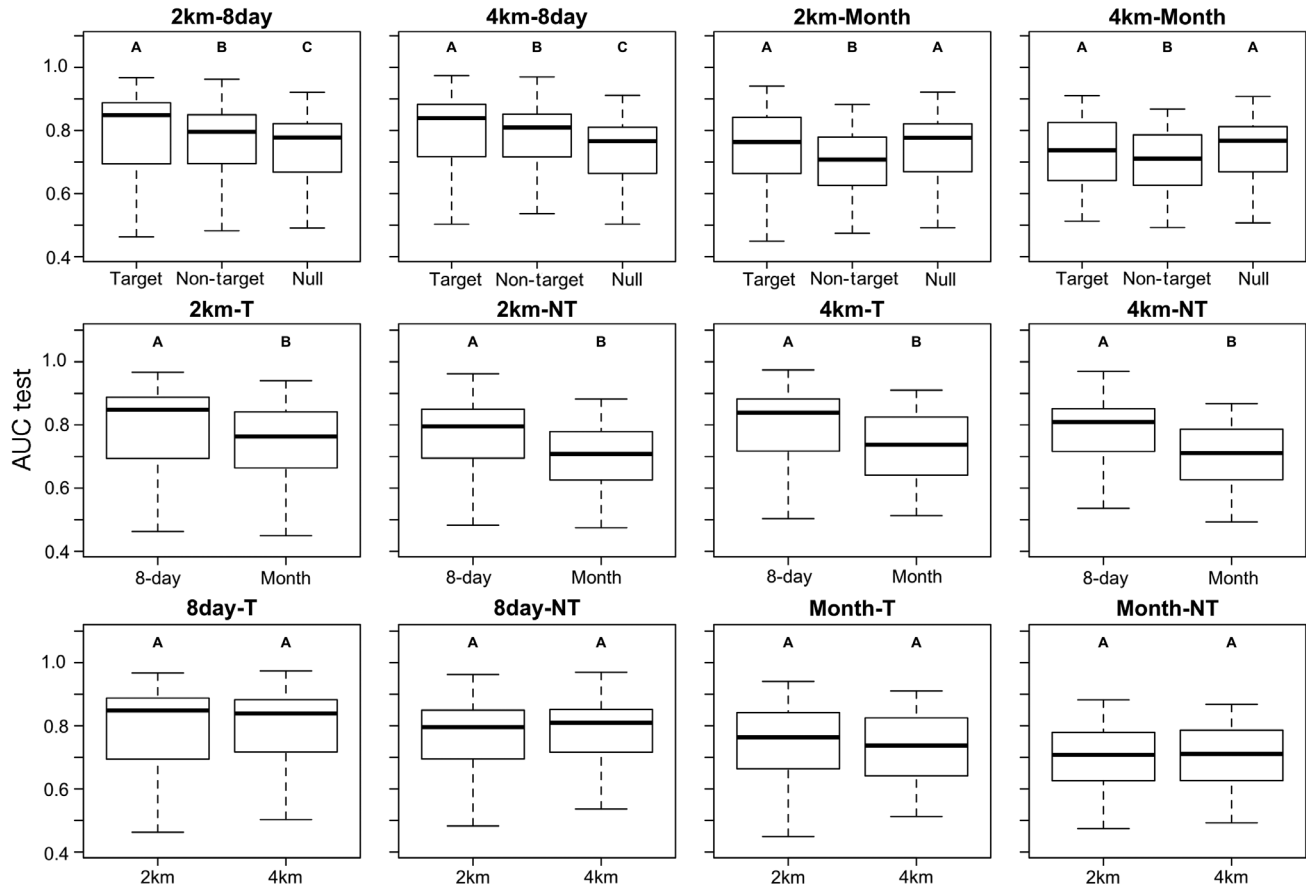 2km-8day 4km-8day 2km-Month 4km-Month
A B C A B C A B A A B A
1.0
0.8
0.6
0.4
Target Non-target Null Target Non-target Null Target Non-target Null Target Non-target Null
2km-T 2km-NT 4km-T 4km-NT
A B A B A B A B
1.0
0.8
AUC test
0.6
0.4
8-day Month 8-day Month 8-day Month 8-day Month
8day-T 8day-NT Month-T Month-NT
A A A A A A A A
1.0
0.8
0.6
0.4
2km 4km 2km 4km 2km 4km 2km 4km